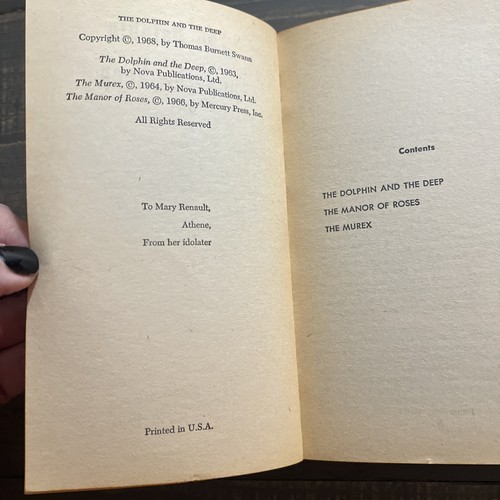 THE DOLPHIN AND THE DEEP
Copyright ©, 1968, by Thomas Burnett Swann
The Dolphin and the Deep, ©, 1963,
by Nova Publications, Ltd.
The Murex, ©, 1964, by Nova Publications, Ltd.
The Manor of Roses, ©, 1966, by Mercury Press, Inc.
All Rights Reserved
To Mary Renault,
Athene,
From her idolater
Printed in U.S.A.
Contents
THE DOLPHIN AND THE DEEP
THE MANOR OF ROSES
THE MUREX